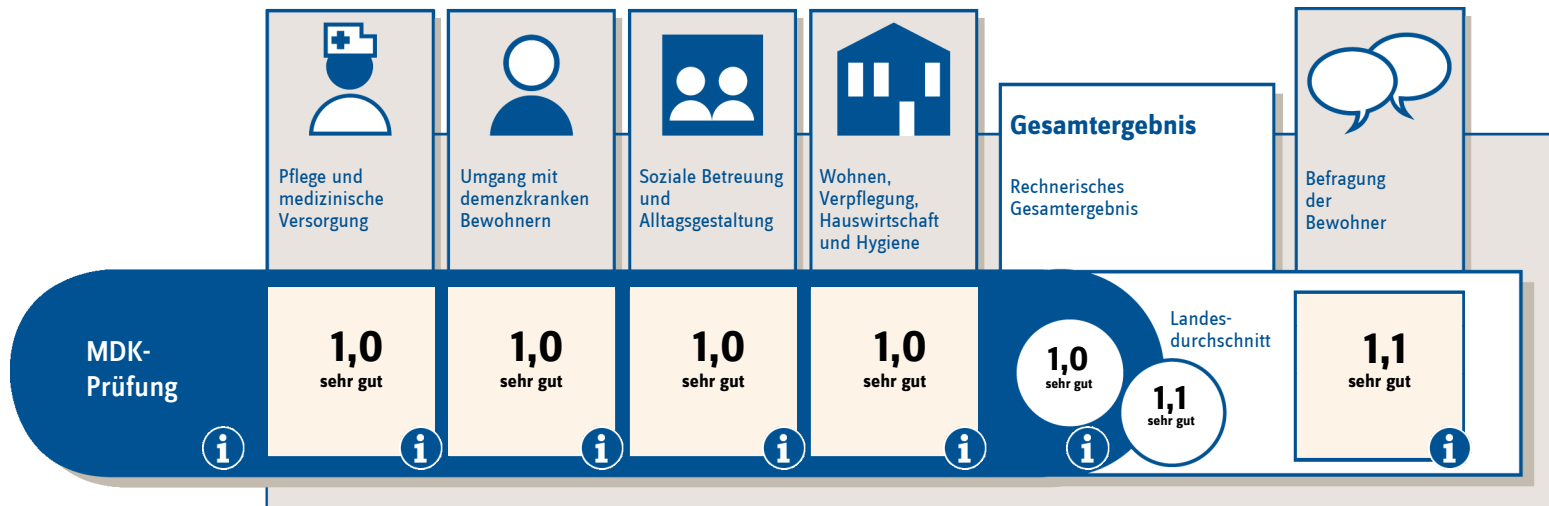 Pflege und
medizinische
Versorgung
Umgang mit
demenzkranken
Bewohnern
Soziale Betreuung
und
Alltagsgestaltung
Wohnen,
Verpflegung,
Hauswirtschaft
und Hygiene
Gesamtergebnis
Rechnerisches
Gesamtergebnis
Befragung
der
Bewohner
MDK-
Prüfung
i
1,0
sehr gut
i
1,0
sehr gut
i
1,0
sehr gut
i
1,0
sehr gut
i
1,0
sehr gut
i
Landes-
durchschnitt
1,1
sehr gut
1,1
sehr gut
i